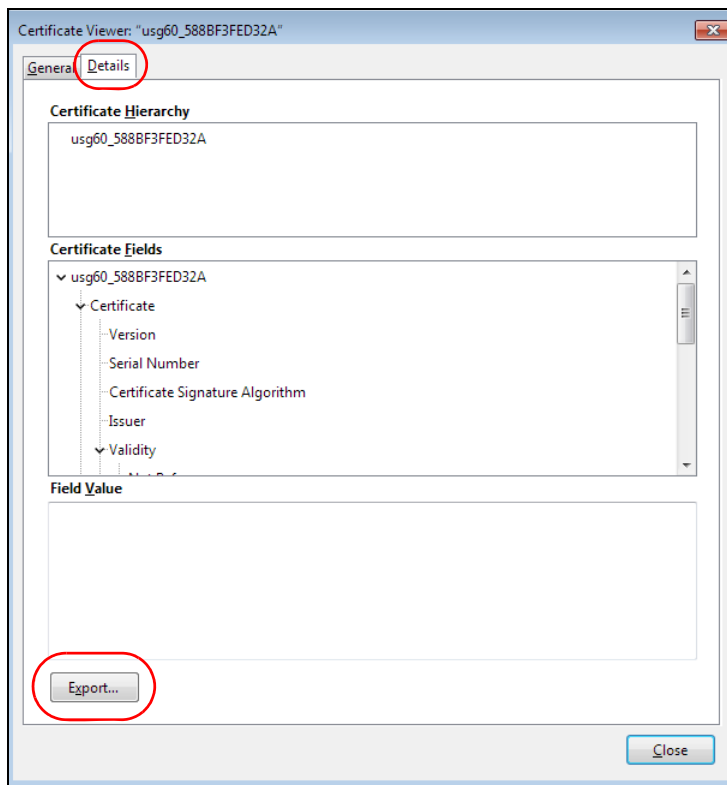 Certificate Viewer: "usg60_588BF3FED32A"
General Details
Certificate Hierarchy
usg60_588BF3FED32A
Certificate Fields
usg60_588BF3FED32A
Certificate
Version
Serial Number
Certificate Signature Algorithm
Issuer
Validity
Field Value
Export...
Close